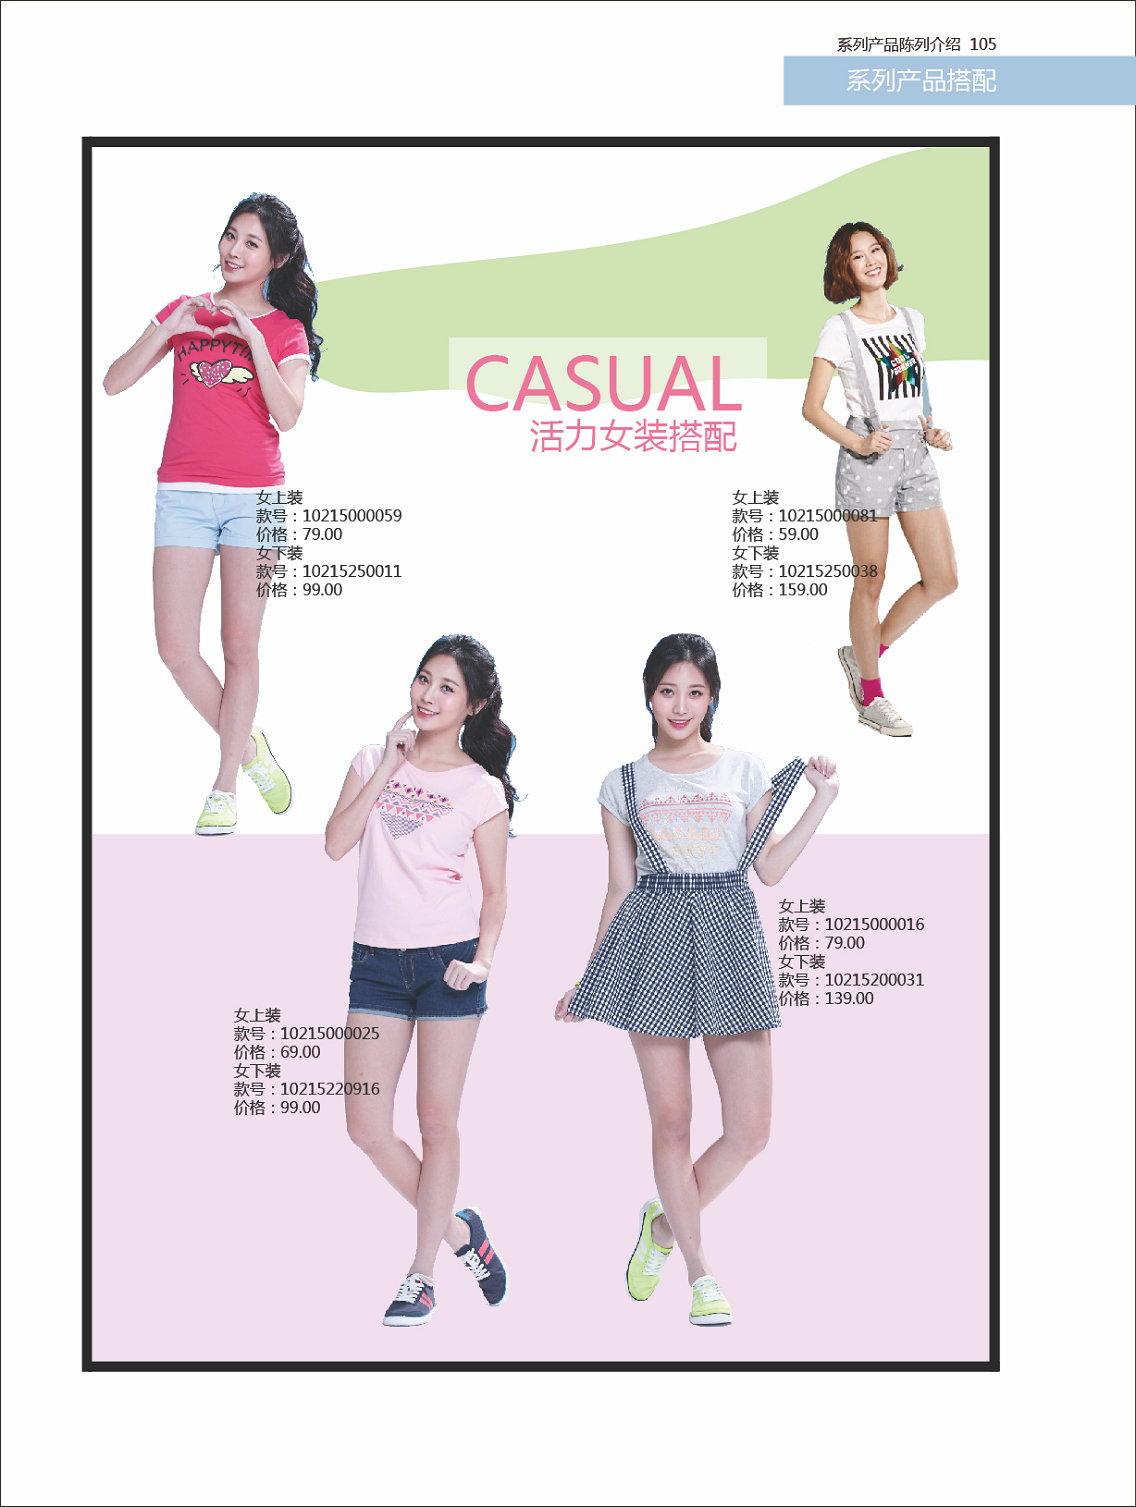 系列产品陈列介绍 105
系列产品搭配
HAPPYTI
CASUAL
活力女装搭配
女上装
款号：10215000059
价格：79.00
女下装
款号：10215250011
价格：99.00
女上装
款号：10215000081
价格：59.00
女下装
款号：10215250038
价格：159.00
女上装
款号：10215000016
价格：79.00
女下装
款号：10215200031
价格：139.00
女上装
款号：10215000025
价格：69.00
女下装
款号：10215220916
价格：99.00